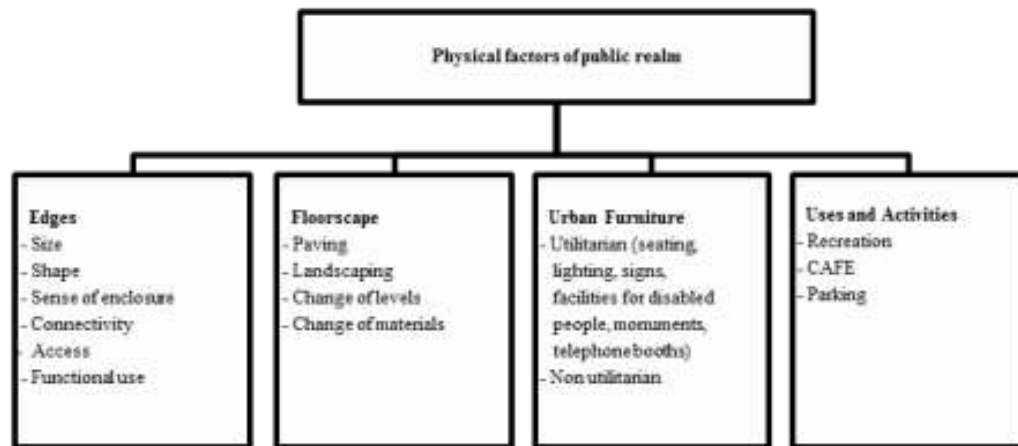 Physical factors of public realm
Edges
- Size
- Shape
- Sense of enclosure
- Connectivity
- Access
- Functional use
Floorscape
- Paving
- Landscaping
- Change of levels
- Change of materials
Urban Furniture
- Utilitarian (seating,
lighting, signs,
facilities for disabled
people, monuments,
telephone booths)
- Non utilitarian
Uses and Activities
- Recreation
- CAFE
- Parking